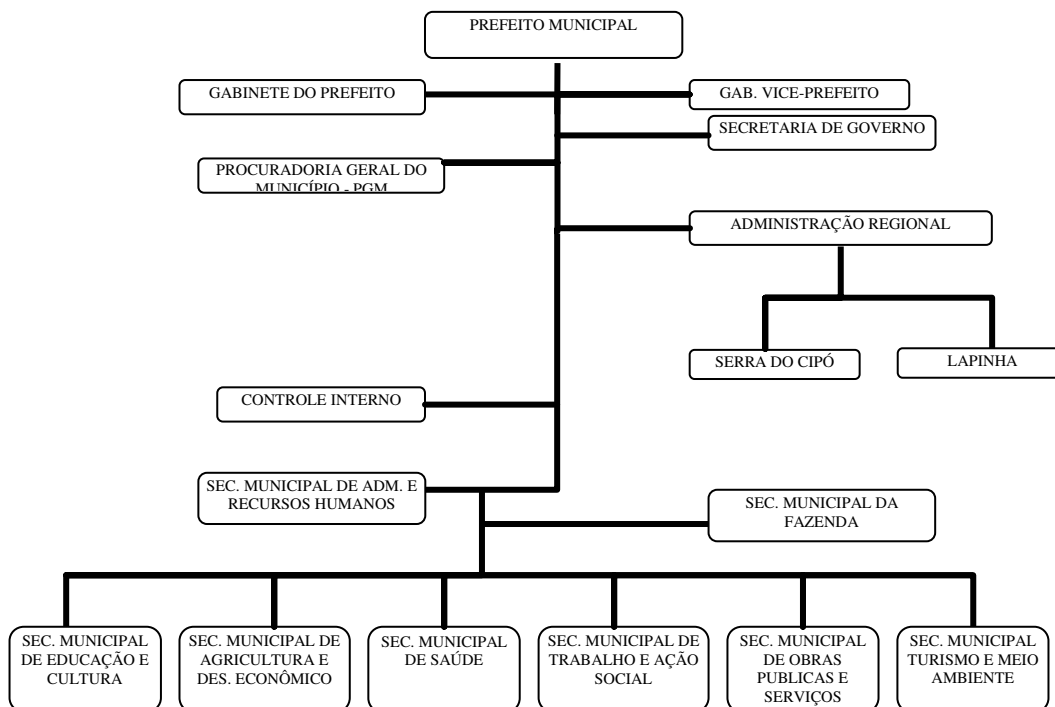 PREFEITO MUNICIPAL
GABINETE DO PREFEITO
GAB. VICE-PREFEITO
SECRETARIA DE GOVERNO
PROCURADORIA GERAL DO
MUNICÍPIO - PGM
ADMINISTRAÇÃO REGIONAL
SERRA DO CIPÓ
LAPINHA
CONTROLE INTERNO
SEC. MUNICIPAL DE ADM. E
RECURSOS HUMANOS
SEC. MUNICIPAL DA
FAZENDA
SEC. MUNICIPAL
DE EDUCAÇÃO E
CULTURA
SEC. MUNICIPAL DE
AGRICULTURA E
DES. ECONÔMICO
SEC. MUNICIPAL
DE SAÚDE
SEC. MUNICIPAL DE
TRABALHO E AÇÃO
SOCIAL
SEC. MUNICIPAL
DE OBRAS
PUBLICAS E
SERVIÇOS
SEC. MUNICIPAL
TURISMO E MEIO
AMBIENTE